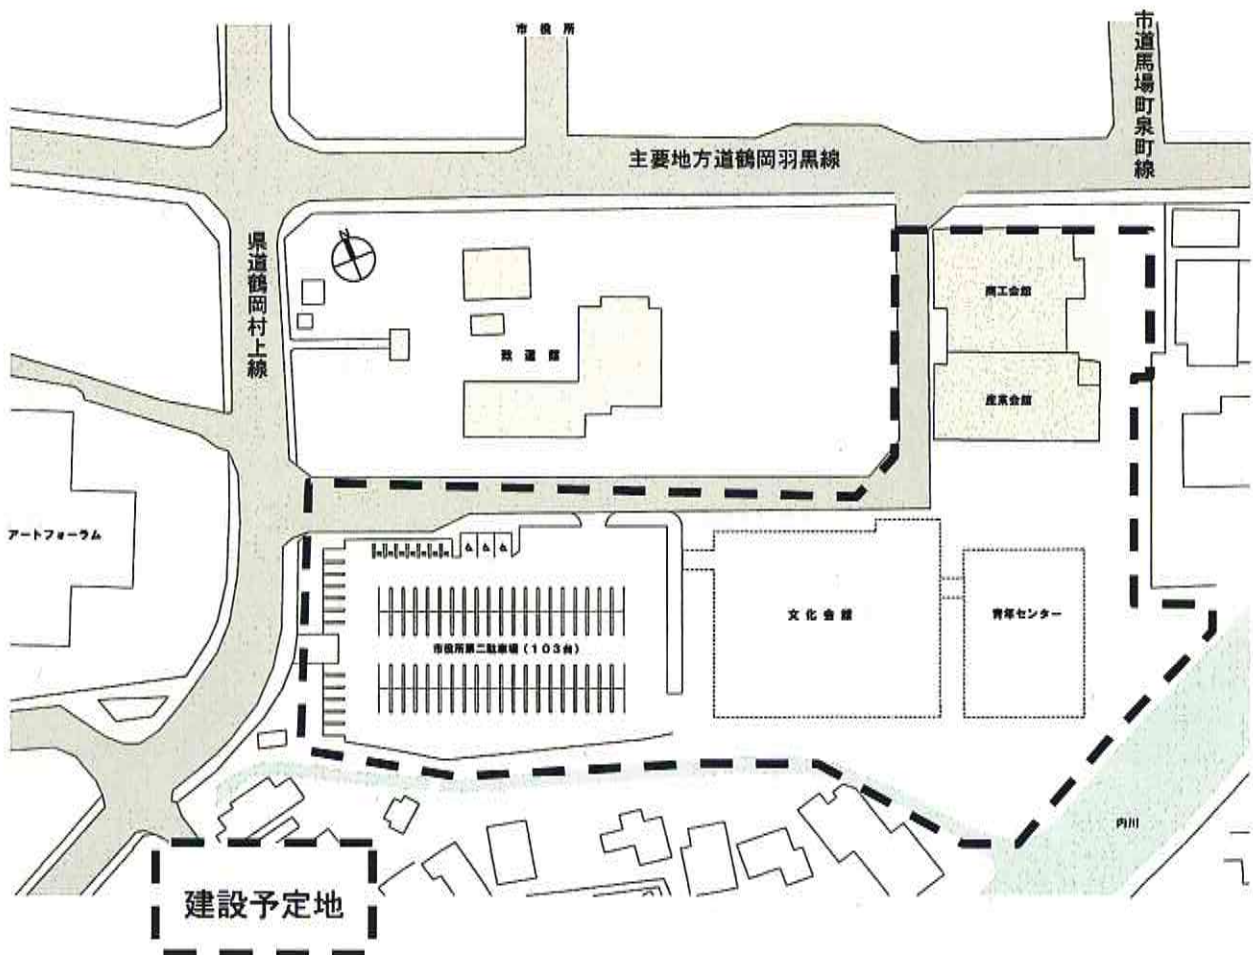 市役所
市道馬場町泉町線
主要地方道鶴岡羽黒線
県道鶴岡村上線
N
商工会館
致道館
産業会館
アートフォーラム
文化会館
青年センター
市役所第二駐車場(103台)
内川
建設予定地